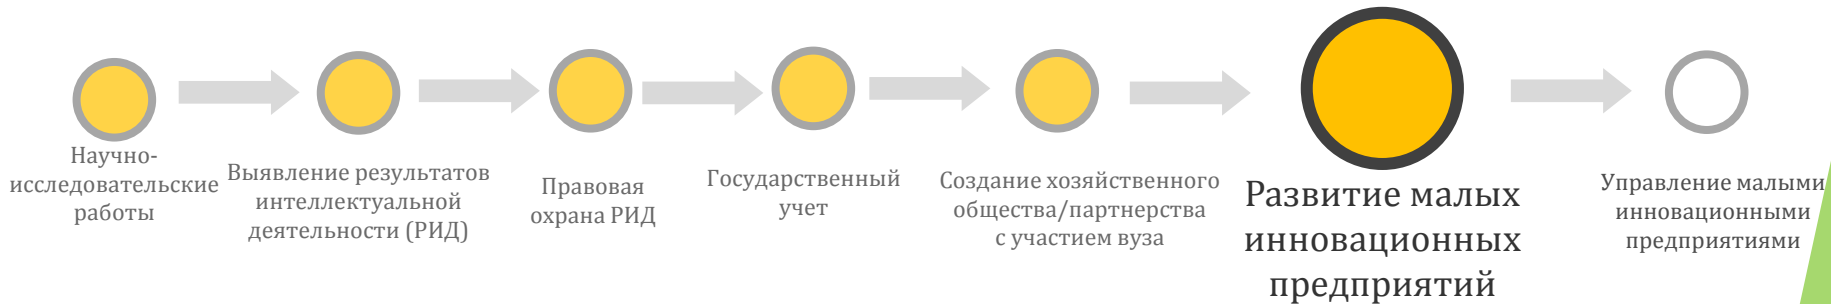 Научно-
исследовательские
работы
Выявление результатов
интеллектуальной
деятельности (РИД)
Правовая
охрана РИД
Государственный
учет
Создание хозяйственного
общества/партнерства
с участием вуза
Развитие малых
инновационных
предприятий
Управление малыми
инновационными
предприятиями